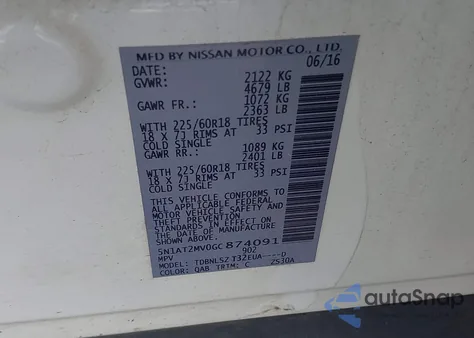 MFD BY NISSAN MOTOR CO., LTD.
DATE: 06/16
GVWR: 2122 KG
4679 LB
GAWR FR.: 1072 KG
2363 LB
WITH 225/60R18 TIRES
18 X 7J RIMS AT 33 PSI
COLD SINGLE
GAWR RR.: 1089 KG
2401 LB
WITH 225/60R18 TIRES
18 X 7J RIMS AT 33 PSI
COLD SINGLE
THIS VEHICLE CONFORMS TO
ALL APPLICABLE FEDERAL
MOTOR VEHICLE SAFETY AND
THEFT PREVENTION STANDARDS
IN EFFECT ON THE DATE OF
MANUFACTURE SHOWN ABOVE.
5N1AT2MV0GC874091
MPV 902
MODEL: TDBNLSZ T32EUA----D
COLOR: QAB TRIM: C ZS30A
autoSnap